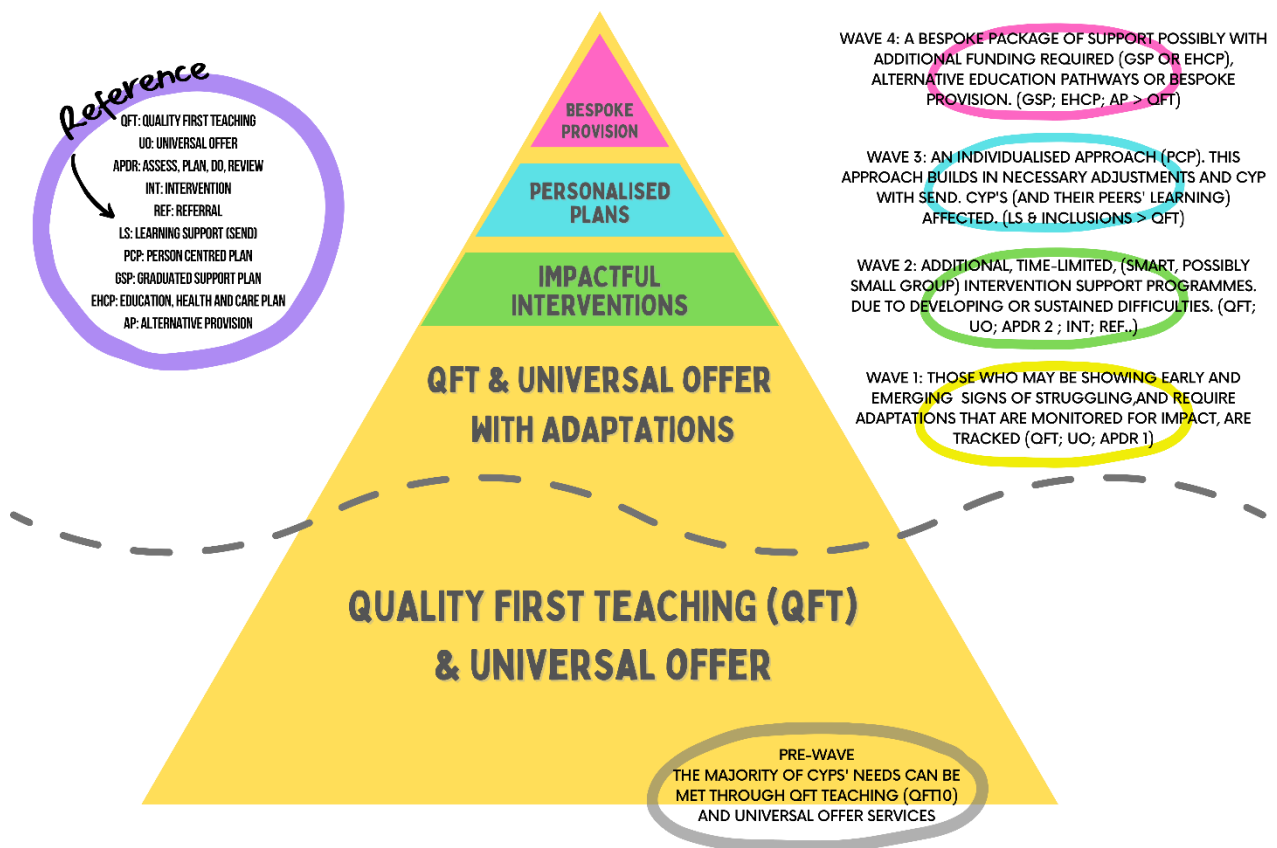 Reference
QFT: QUALITY FIRST TEACHING
UO: UNIVERSAL OFFER
APDR: ASSESS, PLAN, DO, REVIEW
INT: INTERVENTION
REF: REFERRAL
LS: LEARNING SUPPORT (SEND)
PCP: PERSON CENTRED PLAN
GSP: GRADUATED SUPPORT PLAN
EHCP: EDUCATION, HEALTH AND CARE PLAN
AP: ALTERNATIVE PROVISION
BESPOKE
PROVISION
PERSONALISED
PLANS
IMPACTFUL
INTERVENTIONS
QFT & UNIVERSAL OFFER
WITH ADAPTATIONS
QUALITY FIRST TEACHING (QFT)
& UNIVERSAL OFFER
WAVE 4: A BESPOKE PACKAGE OF SUPPORT POSSIBLY WITH
ADDITIONAL FUNDING REQUIRED (GSP OR EHCP),
ALTERNATIVE EDUCATION PATHWAYS OR BESPOKE
PROVISION. (GSP; EHCP; AP > QFT)
WAVE 3: AN INDIVIDUALISED APPROACH (PCP). THIS
APPROACH BUILDS IN NECESSARY ADJUSTMENTS AND CYP
WITH SEND. CYP'S (AND THEIR PEERS' LEARNING)
AFFECTED. (LS & INCLUSIONS > QFT)
WAVE 2: ADDITIONAL, TIME-LIMITED, (SMART, POSSIBLY
SMALL GROUP) INTERVENTION SUPPORT PROGRAMMES.
DUE TO DEVELOPING OR SUSTAINED DIFFICULTIES. (QFT;
UO; APDR 2 ; INT; REF..)
WAVE 1: THOSE WHO MAY BE SHOWING EARLY AND
EMERGING  SIGNS OF STRUGGLING,AND REQUIRE
ADAPTATIONS THAT ARE MONITORED FOR IMPACT, ARE
TRACKED (QFT; UO; APDR 1)
PRE-WAVE
THE MAJORITY OF CYPS' NEEDS CAN BE
MET THROUGH QFT TEACHING (QFT10)
AND UNIVERSAL OFFER SERVICES